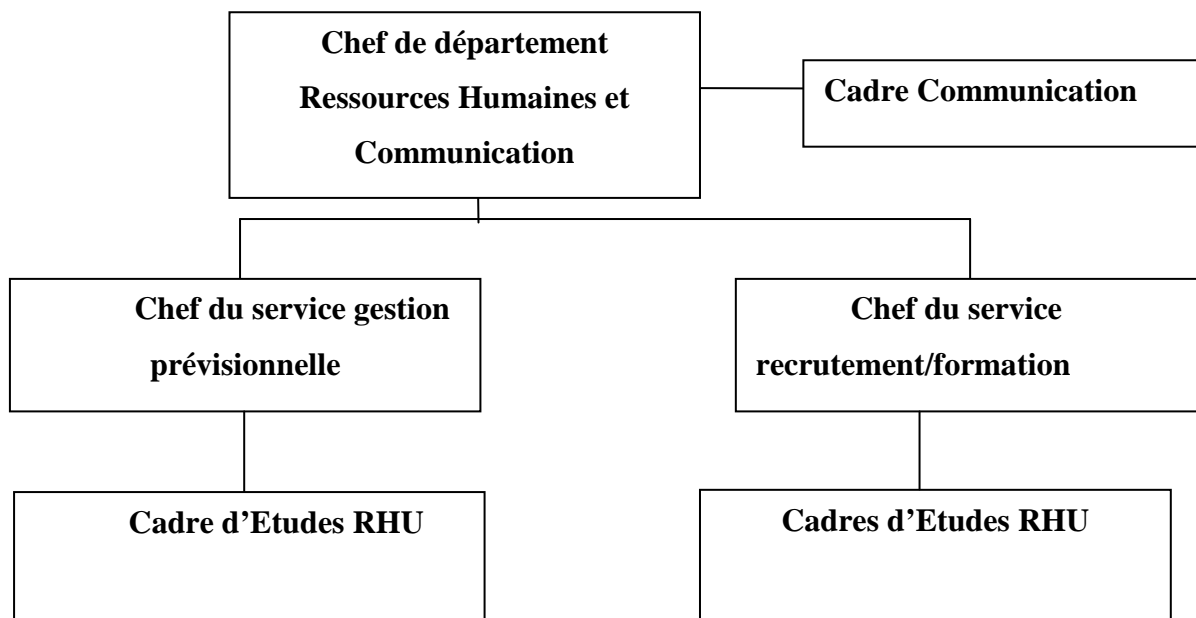 Chef de département
Ressources Humaines et
Communication
Cadre Communication
Chef du service gestion
prévisionnelle
Chef du service
recrutement/formation
Cadre d’Etudes RHU
Cadres d’Etudes RHU